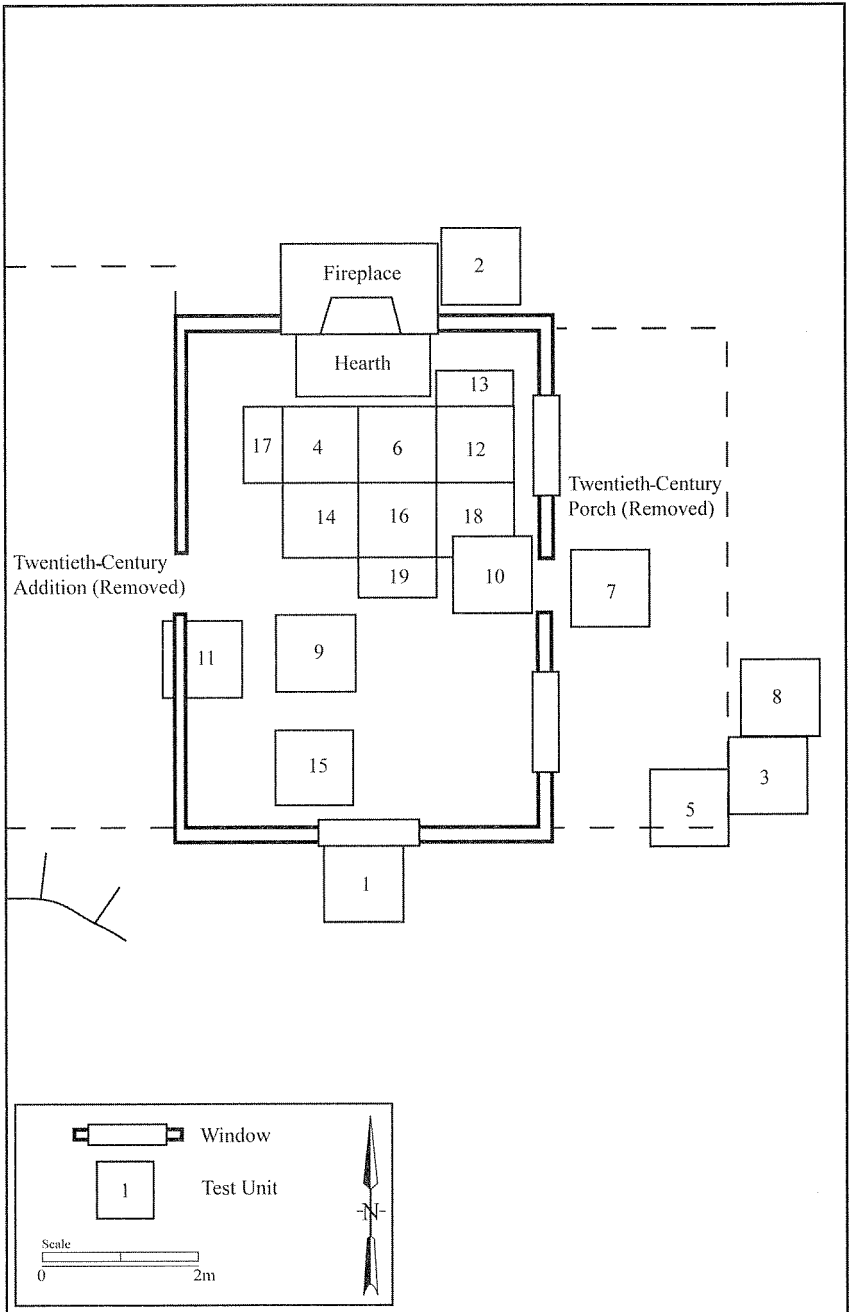 2
Fireplace
Hearth
13
17
4
6
12
14
16
18
Twentieth-Century
Porch (Removed)
Twentieth-Century
Addition (Removed)
19
10
7
11
9
8
15
3
5
1
Window
1
Test Unit
N
Scale
0
2m